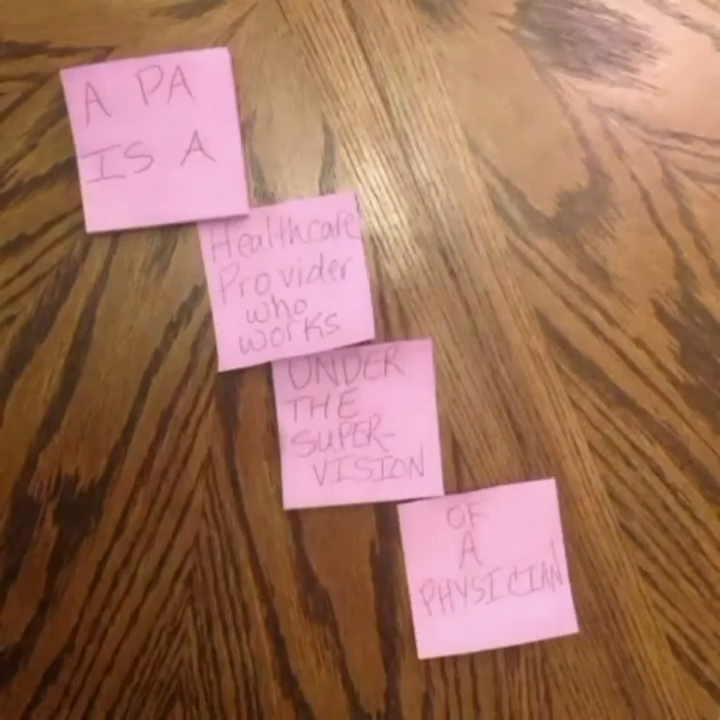 A PA
IS A
Healthcare
Provider
who
works
UNDER
THE
SUPER-
VISION
OF
A
PHYSICIAN